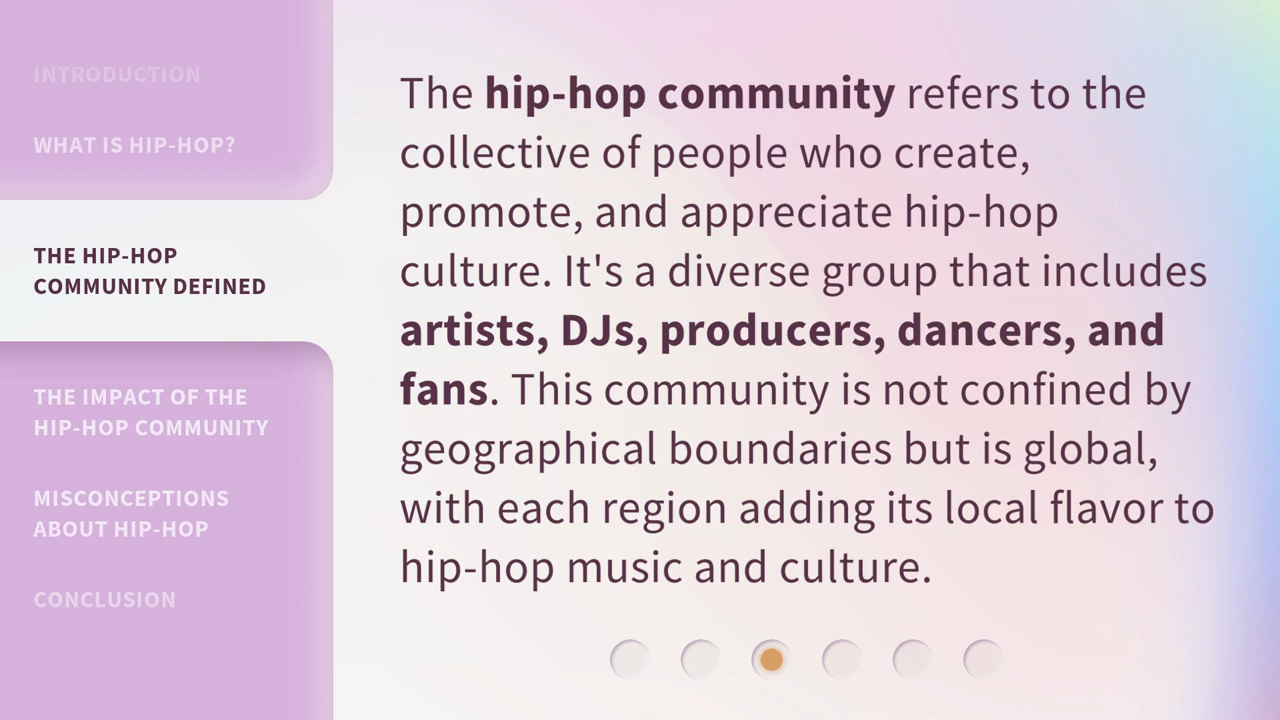 INTRODUCTION
WHAT IS HIP-HOP?
THE HIP-HOP
COMMUNITY DEFINED
THE IMPACT OF THE
HIP-HOP COMMUNITY
MISCONCEPTIONS
ABOUT HIP-HOP
CONCLUSION
The hip-hop community refers to the
collective of people who create,
promote, and appreciate hip-hop
culture. It's a diverse group that includes
artists, DJs, producers, dancers, and
fans. This community is not confined by
geographical boundaries but is global,
with each region adding its local flavor to
hip-hop music and culture.